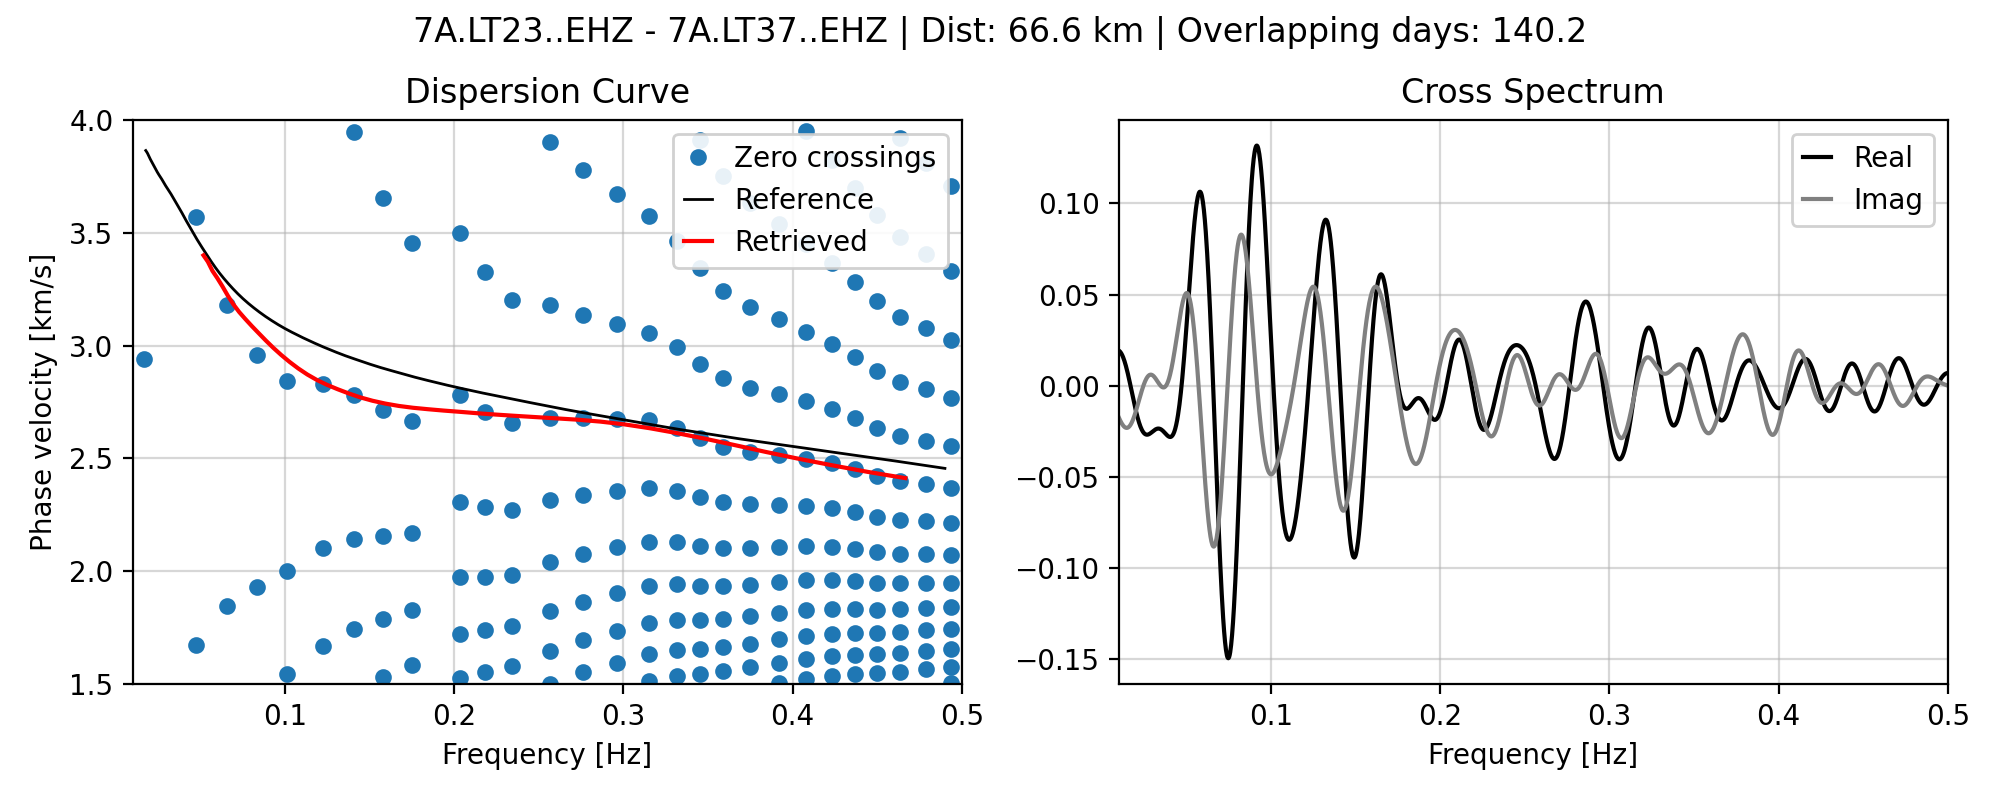 7A.LT23..EHZ - 7A.LT37..EHZ | Dist: 66.6 km | Overlapping days: 140.2
Dispersion Curve
4.0
3.5
3.0
2.5
2.0
1.5
Phase velocity [km/s]
0.1
0.2
0.3
0.4
0.5
Frequency [Hz]
Zero crossings
Reference
Retrieved
Cross Spectrum
0.10
0.05
0.00
−0.05
−0.10
−0.15
0.1
0.2
0.3
0.4
0.5
Frequency [Hz]
Real
Imag